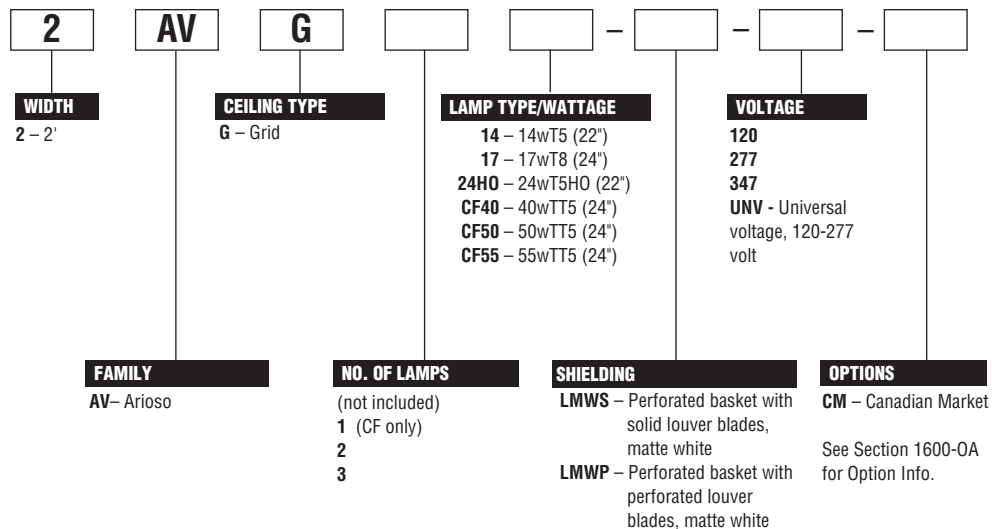 2 AV G – – –
WIDTH
2 – 2'
CEILING TYPE
G – Grid
LAMP TYPE/WATTAGE
14 – 14wT5 (22")
17 – 17wT8 (24")
24HO – 24wT5HO (22")
CF40 – 40wTT5 (24")
CF50 – 50wTT5 (24")
CF55 – 55wTT5 (24")
VOLTAGE
120
277
347
UNV - Universal
voltage, 120-277
volt
FAMILY
AV– Arioso
NO. OF LAMPS
(not included)
1 (CF only)
2
3
SHIELDING
LMWS – Perforated basket with
solid louver blades,
matte white
LMWP – Perforated basket with
perforated louver
blades, matte white
OPTIONS
CM – Canadian Market
See Section 1600-OA
for Option Info.